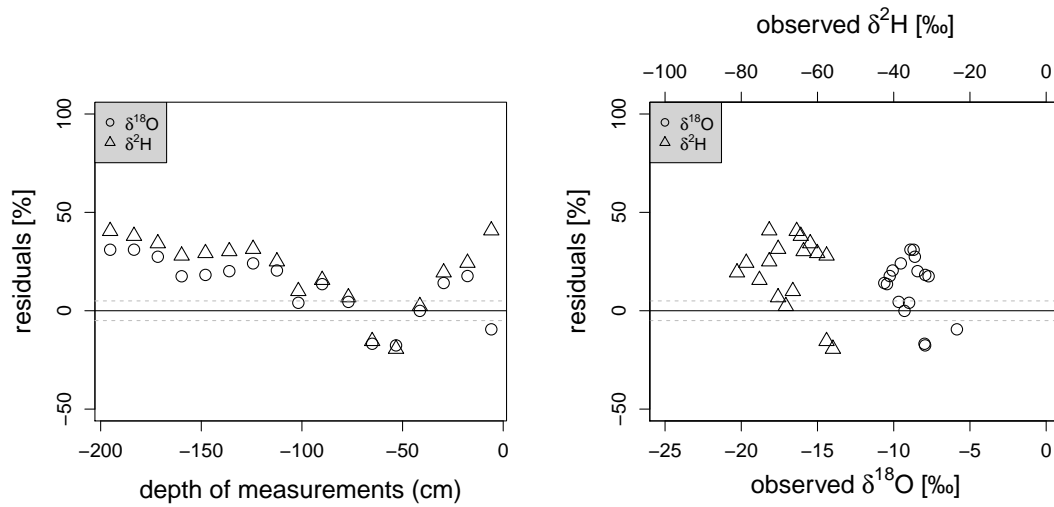 residuals [%]
100
50
0
−50
δ¹⁸O
δ²H
−200
−150
−100
−50
0
depth of measurements (cm)
observed δ²H [‰]
−100
−80
−60
−40
−20
0
residuals [%]
100
50
0
−50
δ¹⁸O
δ²H
−25
−20
−15
−10
−5
0
observed δ¹⁸O [‰]